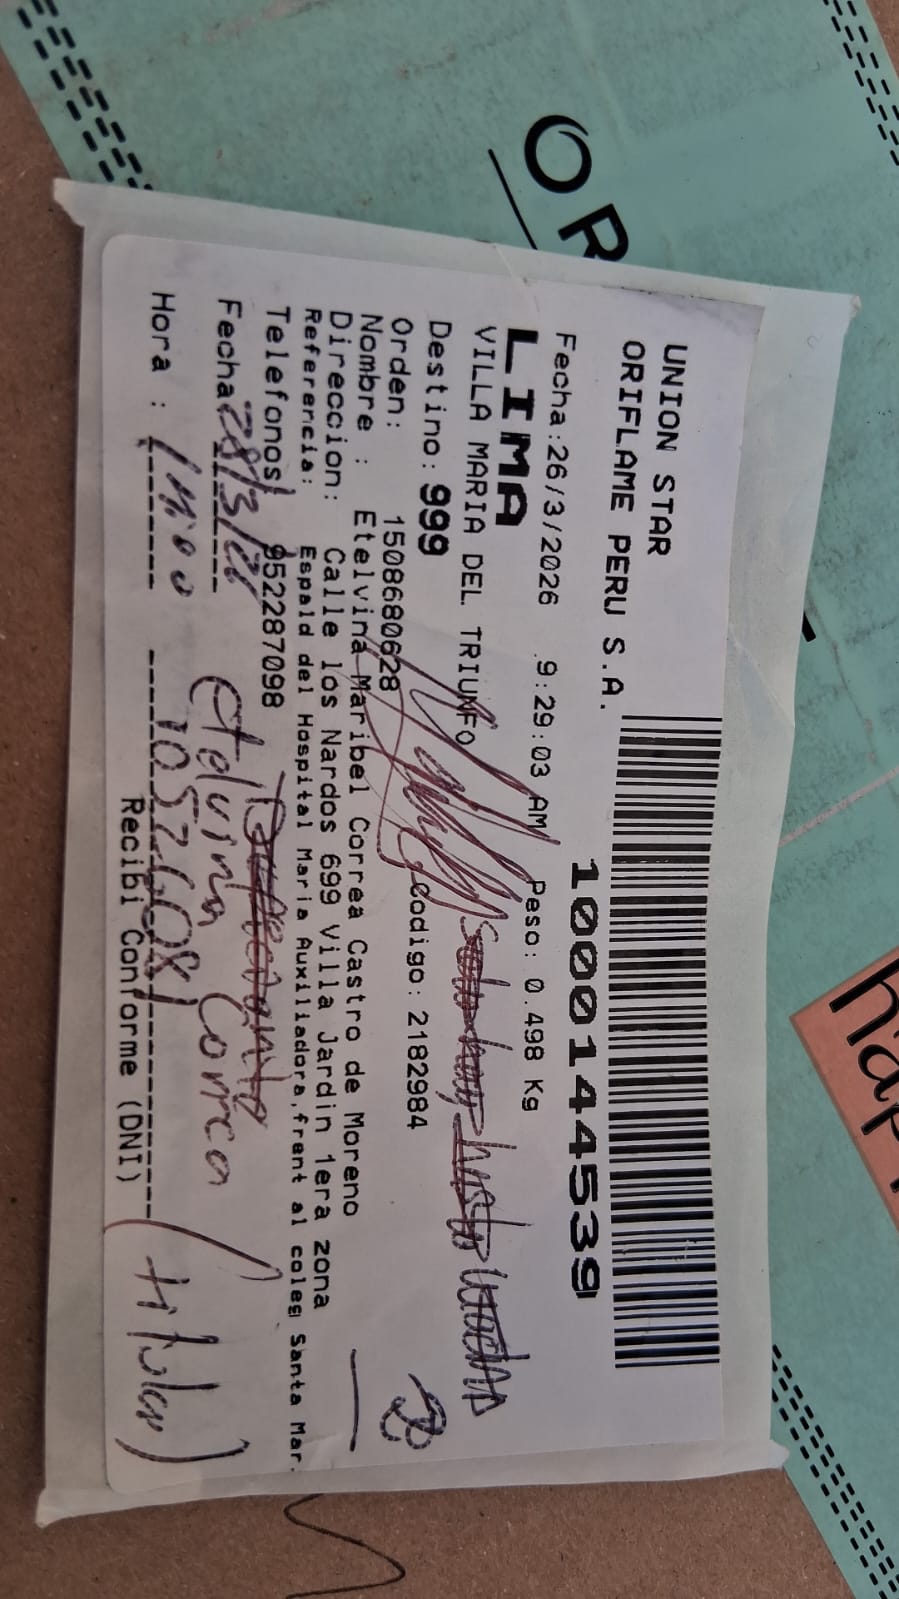 UNION STAR
ORIFLAME PERU S.A.
1000144539
Fecha:26/3/2026 9:29:03 AM Peso: 0.498 Kg
LIMA
VILLA MARIA DEL TRIUNFO
Destino: 999
Orden: 1508680628 Codigo: 2182984
Nombre : Etelvina Maribel Correa Castro de Moreno
Direccion: Calle los Nardos 699 Villa Jardin 1era zona
Referencia: Espald del Hospital Maria Auxiliadora,frent al colegi Santa Mar.
Telefonos: 952287098
Fecha: 28/3/26 Etelvina Correa
Hora : 10526081 (titular)
Recibi Conforme (DNI)
OR
hap